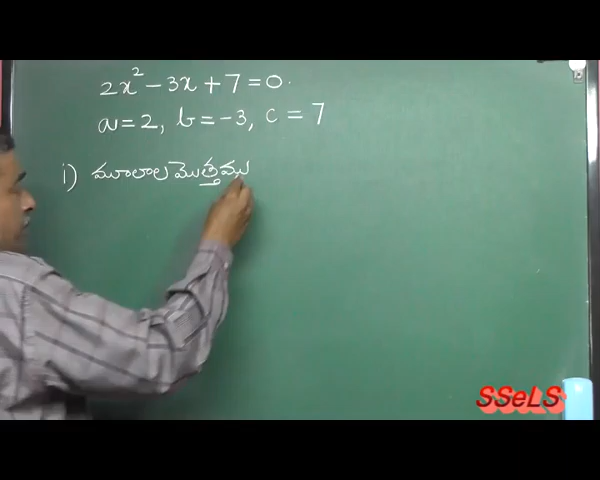 2x² − 3x + 7 = 0.
a = 2, b = −3, c = 7
i) మూలాల మొత్తము
SSeLS